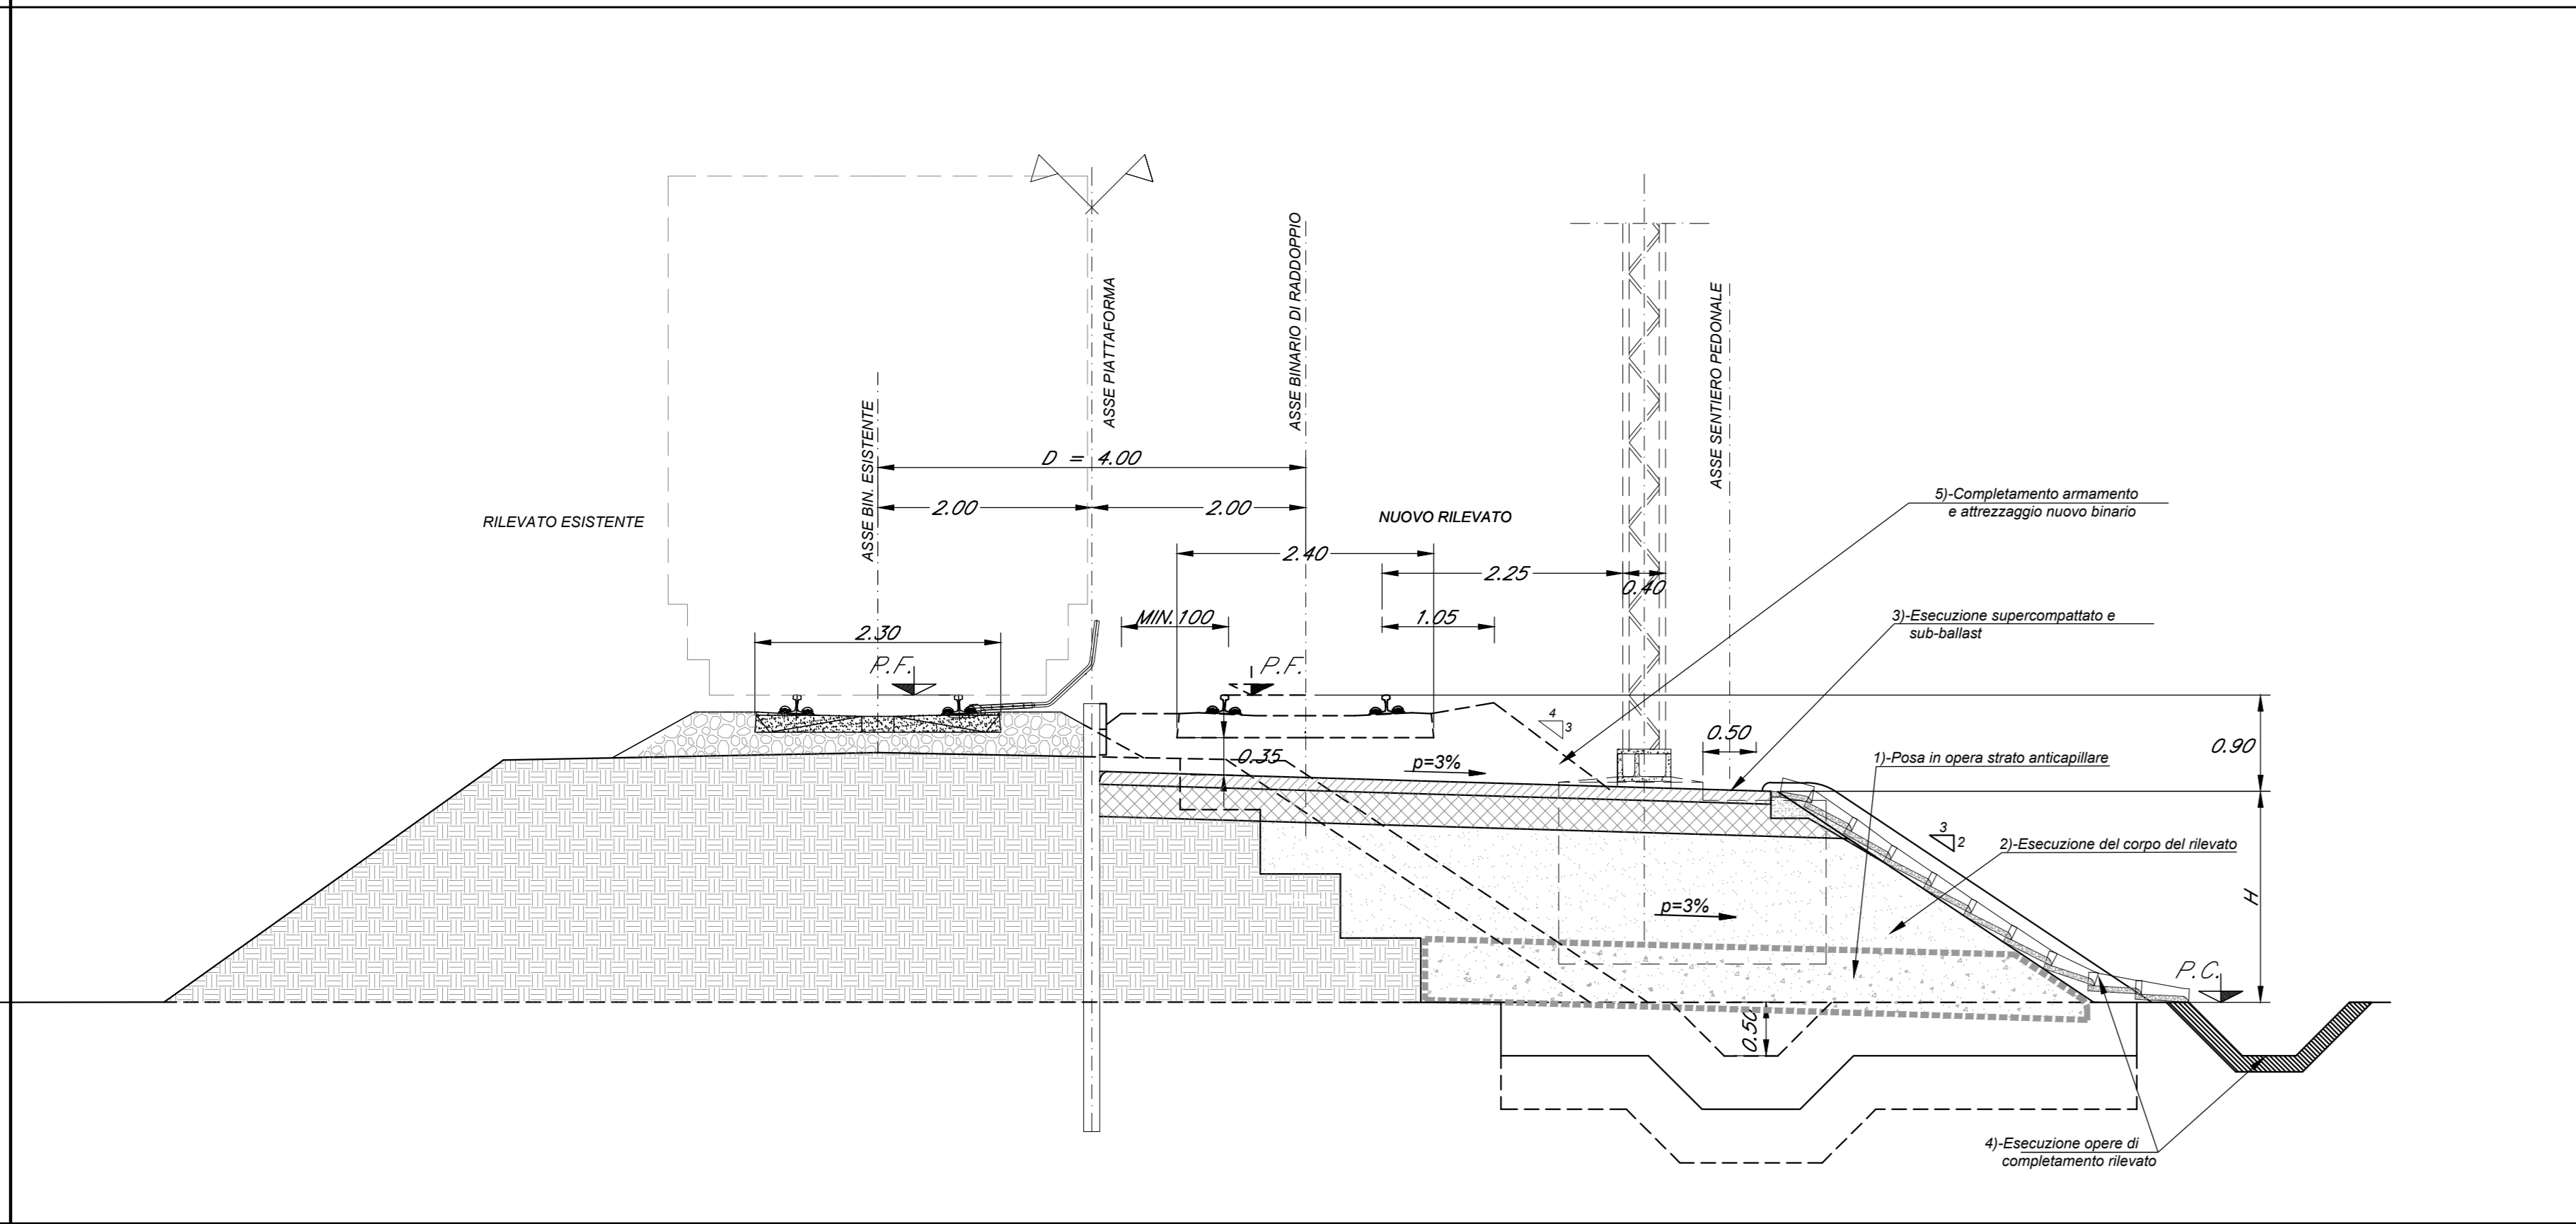 ASSE BIN. ESISTENTE
ASSE PIATTAFORMA
ASSE BINARIO DI RADDOPPIO
ASSE SENTIERO PEDONALE
D = 4.00
2.00
2.00
RILEVATO ESISTENTE
NUOVO RILEVATO
5)-Completamento armamento
e attrezzaggio nuovo binario
2.40
2.25
0.40
MIN.100
1.05
3)-Esecuzione supercompattato e
sub-ballast
2.30
P.F.
P.F.
4
3
0.50
0.90
0.35
p=3%
1)-Posa in opera strato anticapillare
3
2
2)-Esecuzione del corpo del rilevato
H
p=3%
P.C.
0.50
4)-Esecuzione opere di
completamento rilevato